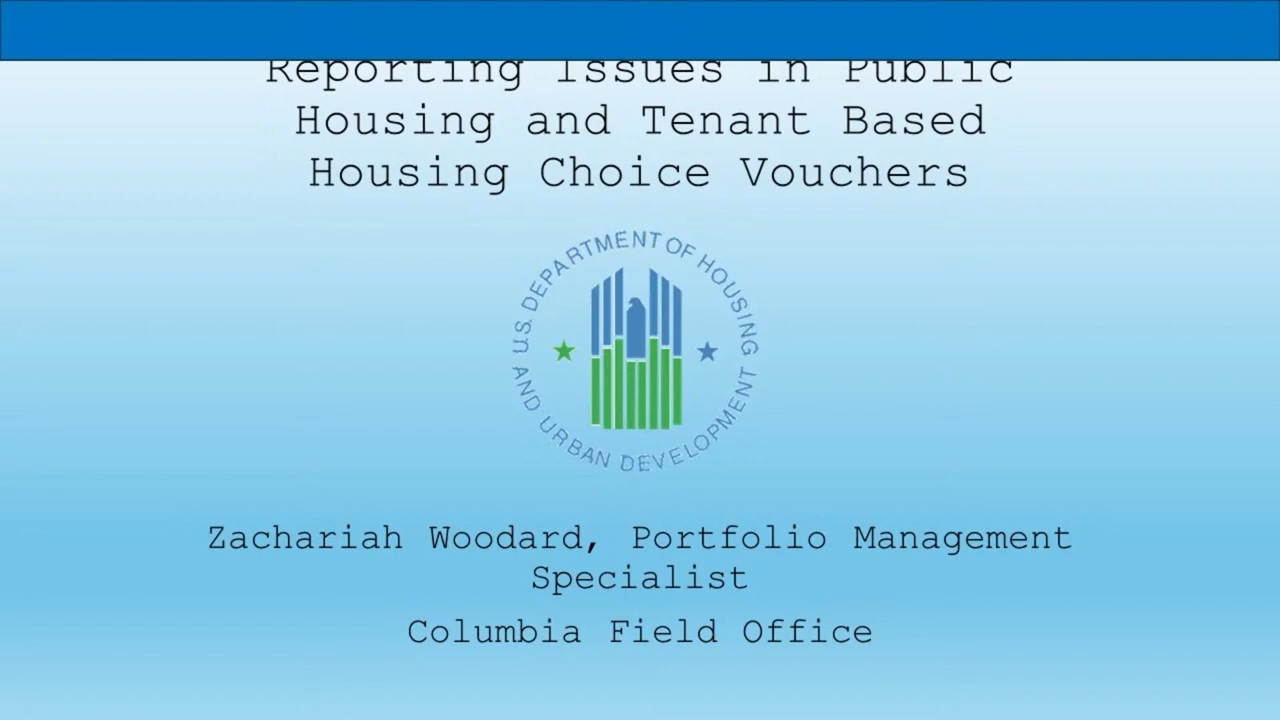 Reporting Issues in Public
Housing and Tenant Based
Housing Choice Vouchers
U.S. DEPARTMENT OF HOUSING
AND URBAN DEVELOPMENT
Zachariah Woodard, Portfolio Management
Specialist
Columbia Field Office